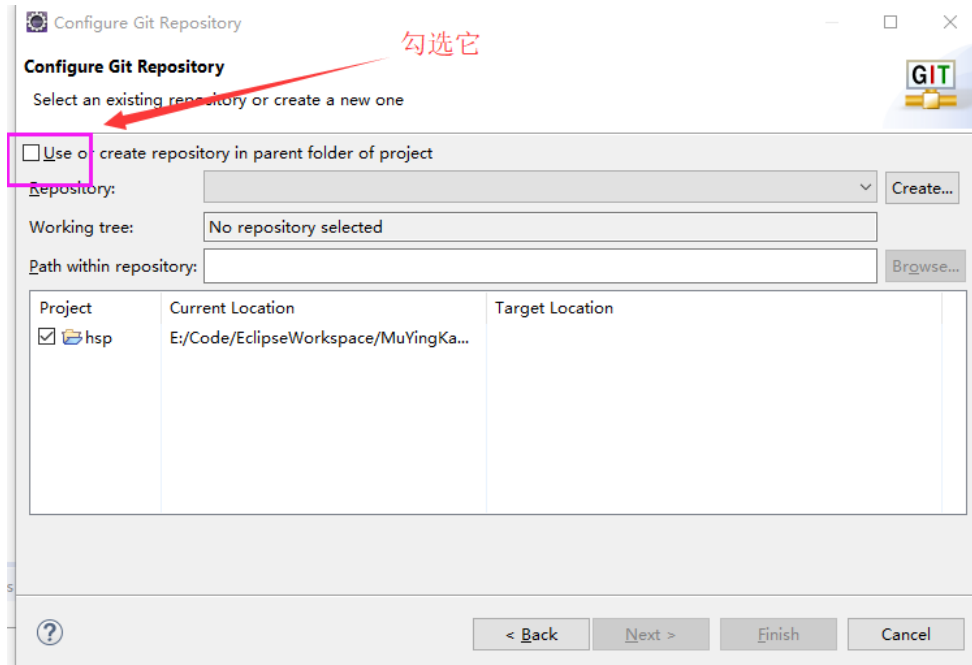 Configure Git Repository
勾选它
Configure Git Repository
GIT
Select an existing repository or create a new one
Use or create repository in parent folder of project
Repository:
Create...
Working tree:
No repository selected
Path within repository:
Browse...
Project
Current Location
Target Location
hsp
E:/Code/EclipseWorkspace/MuYingKa...
s
?
< Back
Next >
Finish
Cancel